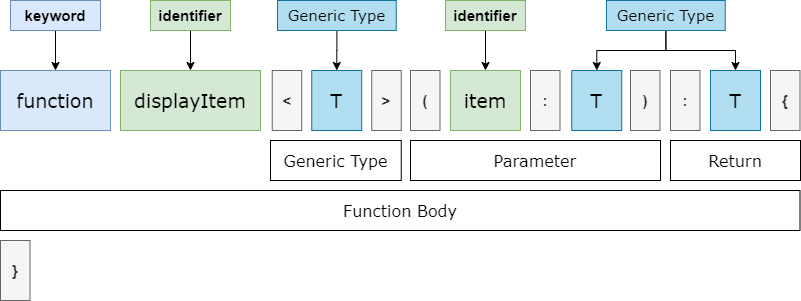 keyword identifier Generic Type identifier Generic Type
function displayItem < T > ( item : T ) : T {
Generic Type Parameter Return
Function Body
}